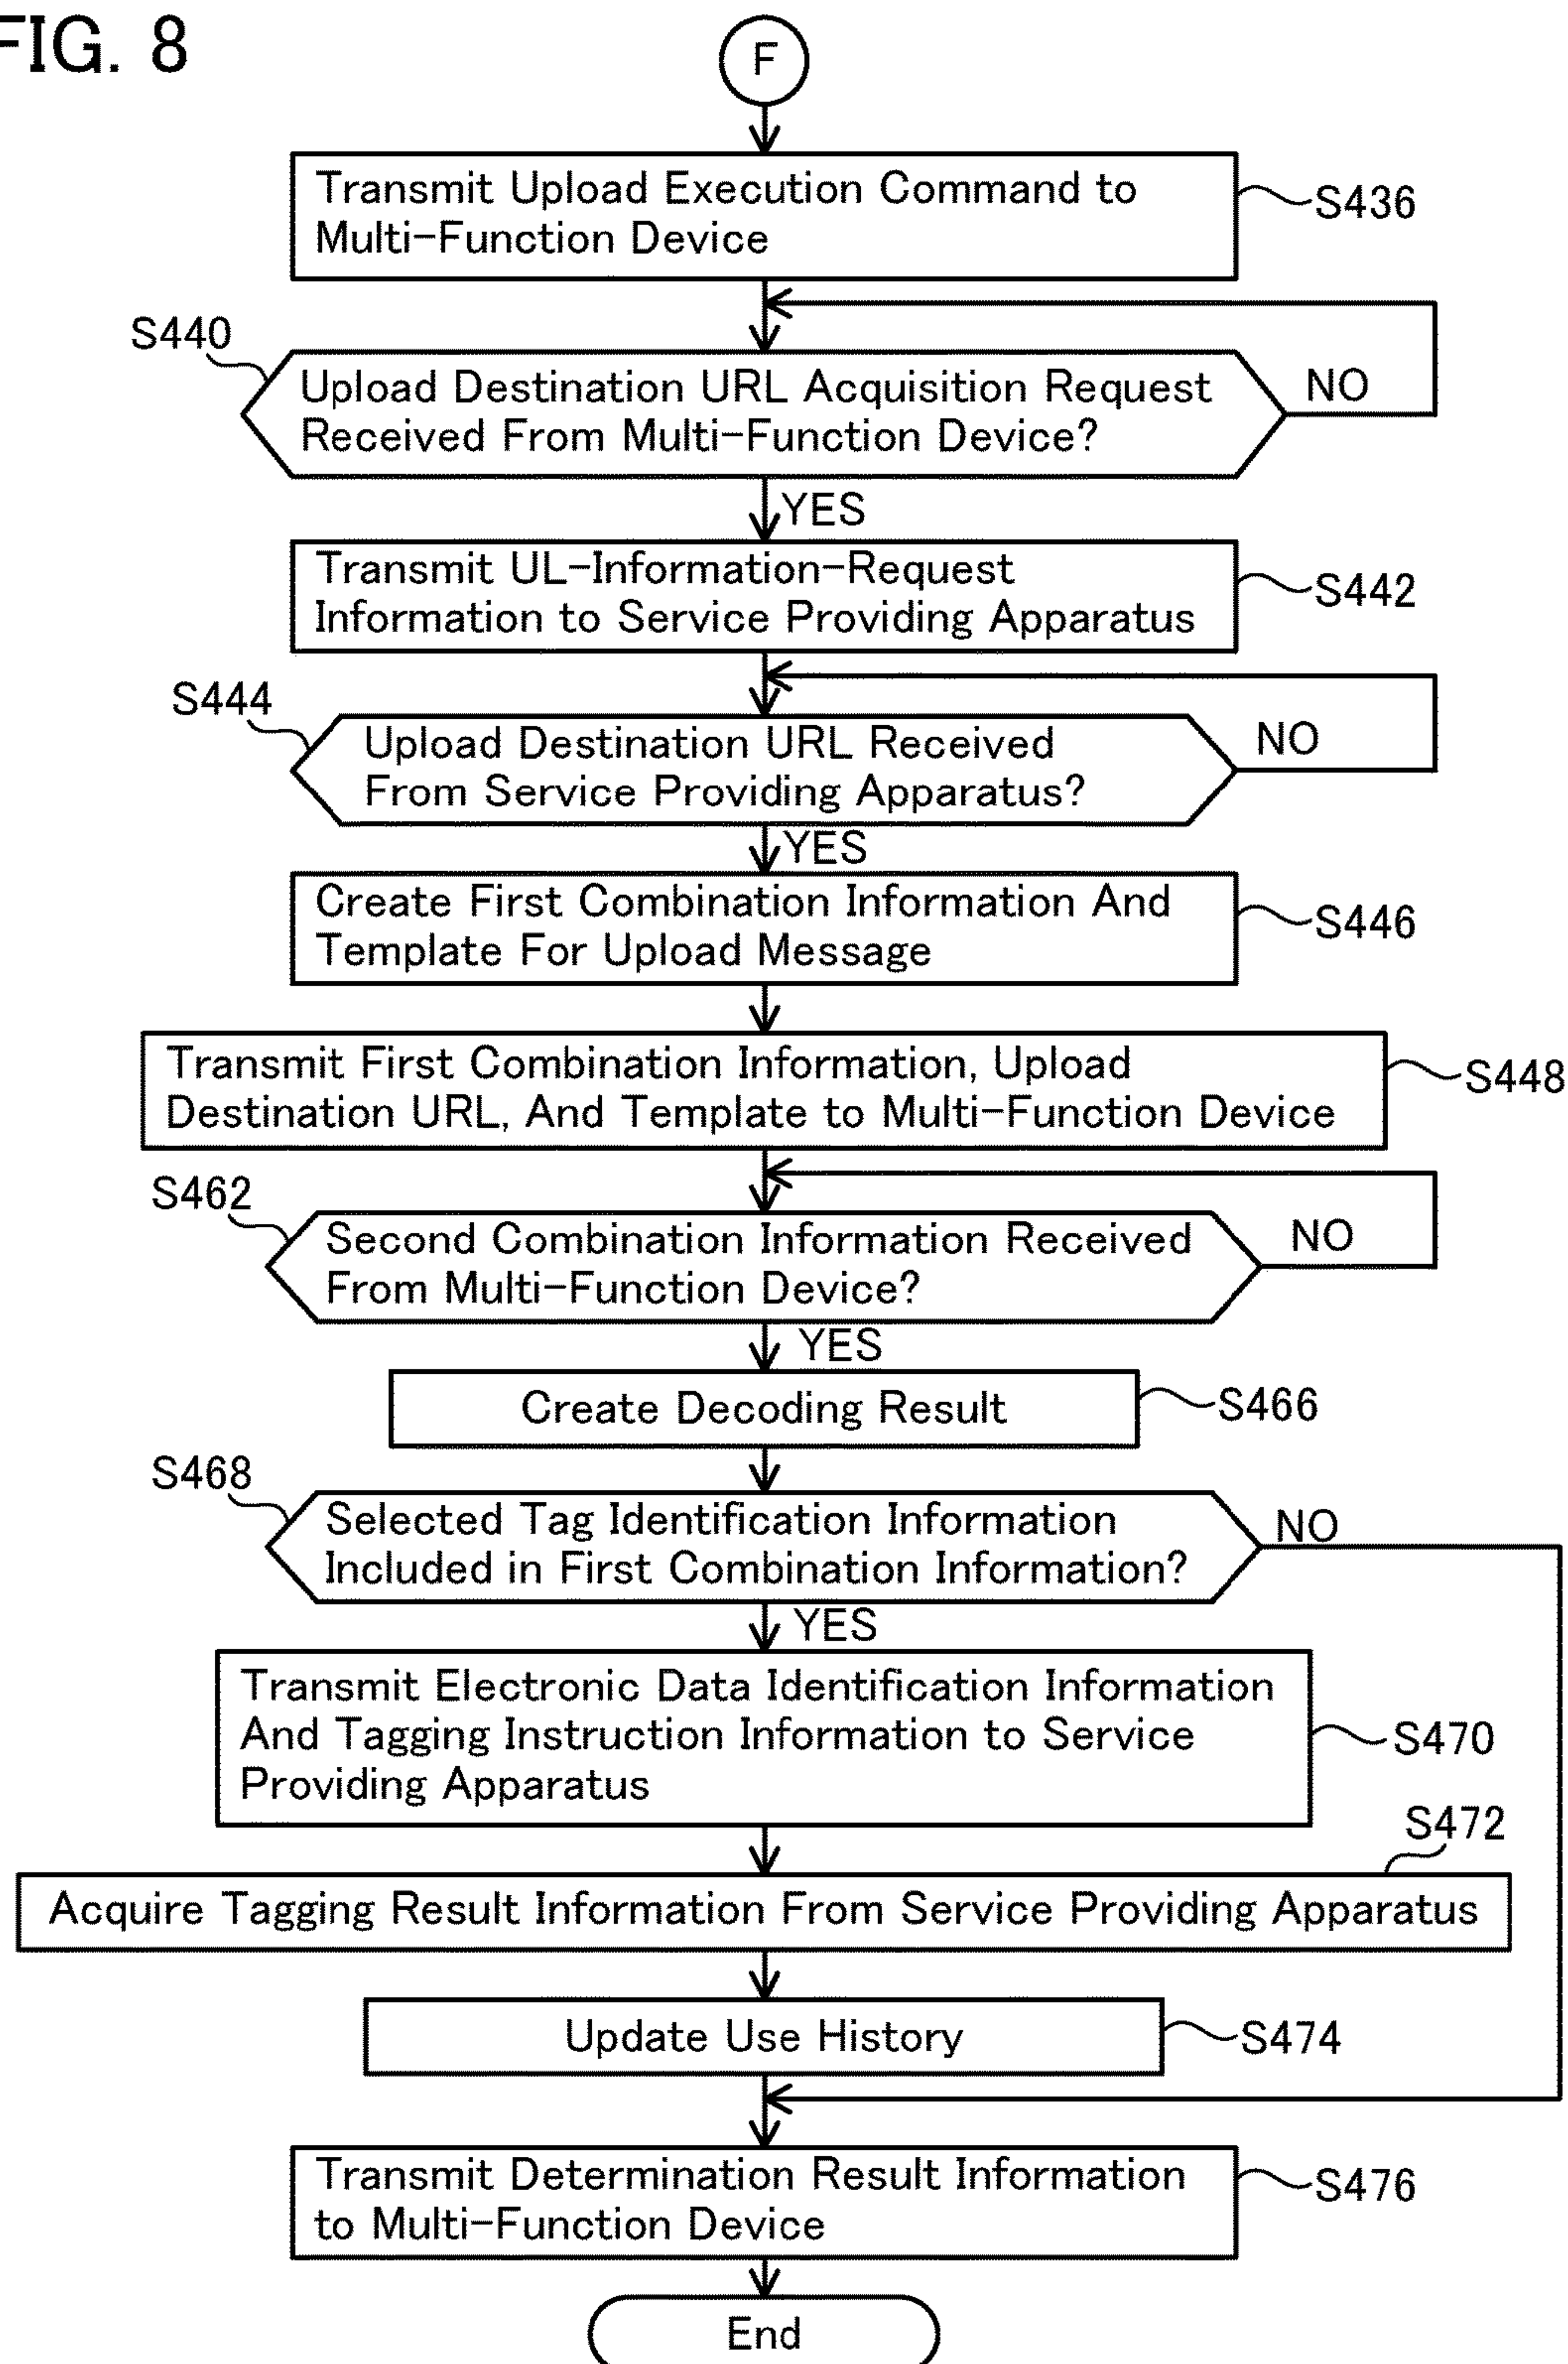 FIG. 8
F
Transmit Upload Execution Command to
Multi-Function Device
S436
S440
Upload Destination URL Acquisition Request
Received From Multi-Function Device?
NO
YES
Transmit UL-Information-Request
Information to Service Providing Apparatus
S442
S444
Upload Destination URL Received
From Service Providing Apparatus?
NO
YES
Create First Combination Information And
Template For Upload Message
S446
Transmit First Combination Information, Upload
Destination URL, And Template to Multi-Function Device
S448
S462
Second Combination Information Received
From Multi-Function Device?
NO
YES
Create Decoding Result
S466
S468
Selected Tag Identification Information
Included in First Combination Information?
NO
YES
Transmit Electronic Data Identification Information
And Tagging Instruction Information to Service
Providing Apparatus
S470
S472
Acquire Tagging Result Information From Service Providing Apparatus
Update Use History
S474
Transmit Determination Result Information
to Multi-Function Device
S476
End